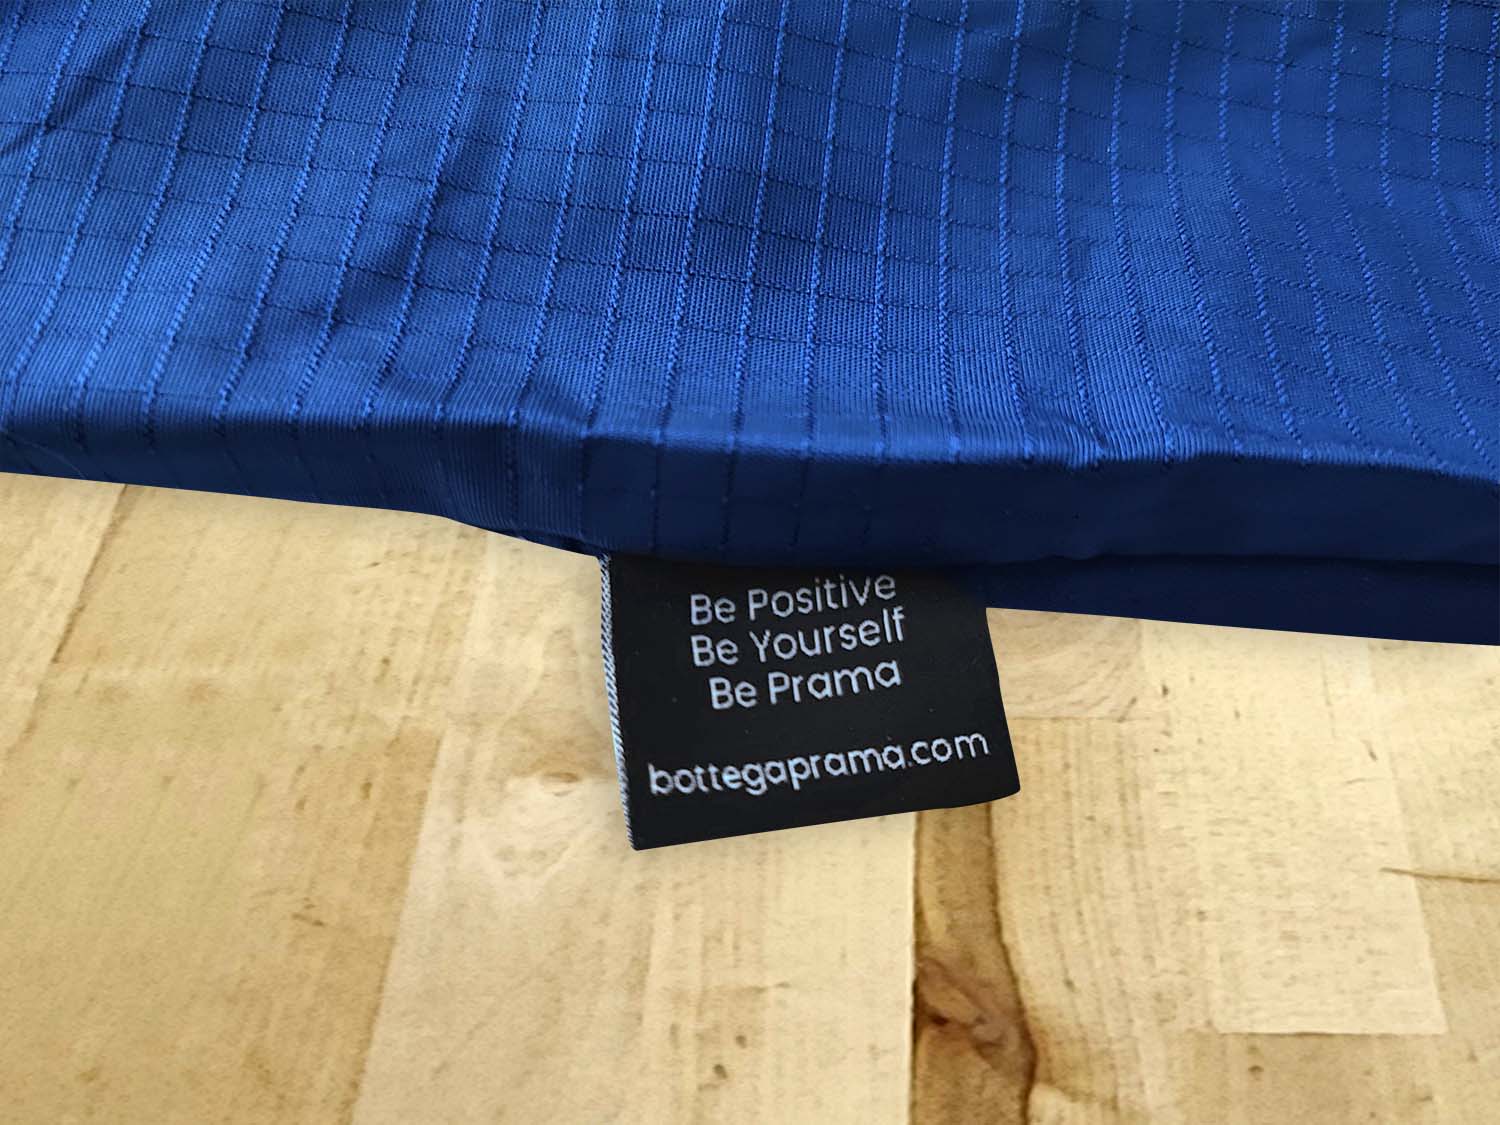 Be Positive
Be Yourself
Be Prama
bottegaprama.com